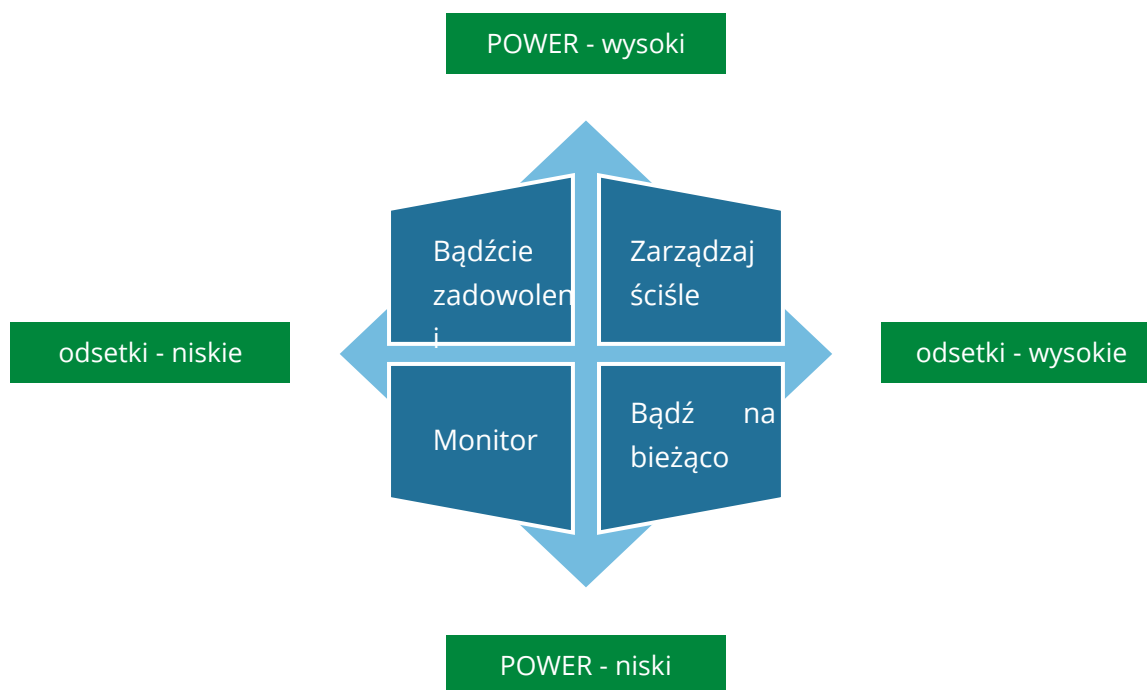 POWER - wysoki
Bądźcie
zadowolen
i
Zarządzaj
ściśle
odsetki - niskie
odsetki - wysokie
Monitor
Bądź na
bieżąco
POWER - niski